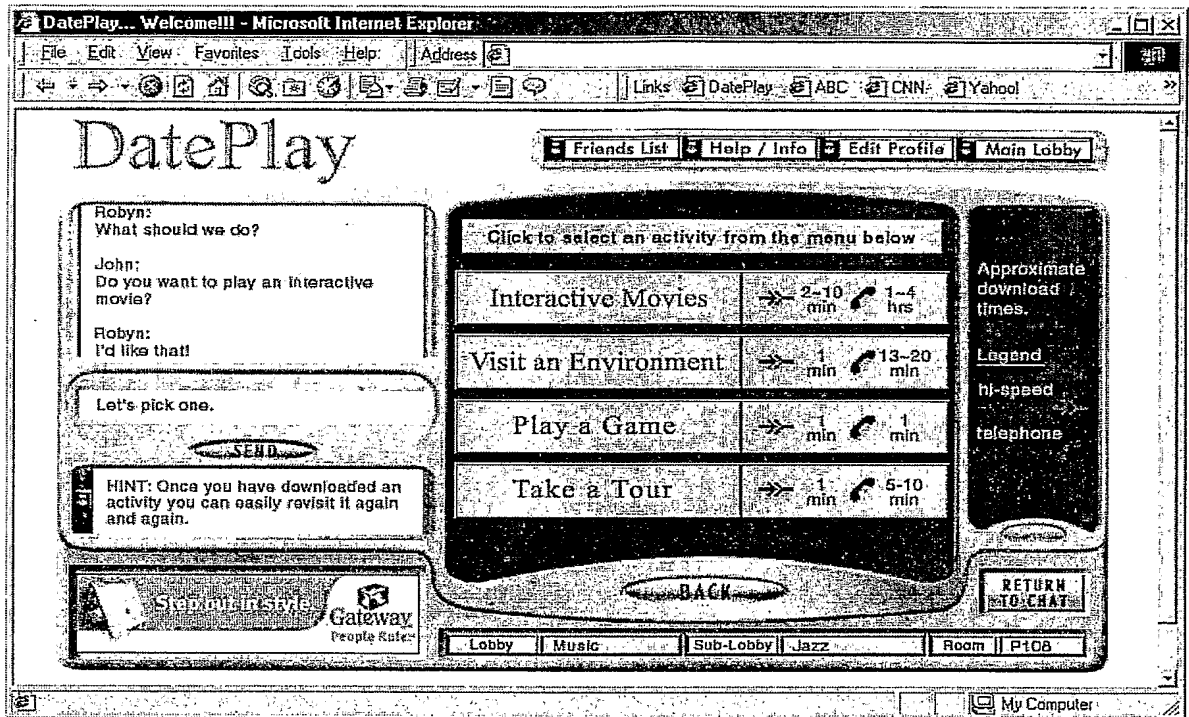 DatePlay... Welcome!!! - Microsoft Internet Explorer
File Edit View Favorites Tools Help Address
Links DatePlay ABC CNN Yahoo!
DatePlay
Friends List Help / Info Edit Profile Main Lobby
Robyn:
What should we do?
John:
Do you want to play an interactive
movie?
Robyn:
I'd like that!
Let's pick one.
SEND
HINT: Once you have downloaded an
activity you can easily revisit it again
and again.
Step out in style
Gateway
People Rule
Click to select an activity from the menu below
Interactive Movies 2-10 min 1-4 hrs
Visit an Environment 1 min 13-20 min
Play a Game 1 min 1 min
Take a Tour 1 min 5-10 min
BACK
Approximate
download
times.
Legend
hi-speed
telephone
RETURN
TO CHAT
Lobby Music Sub-Lobby Jazz Room P108
My Computer